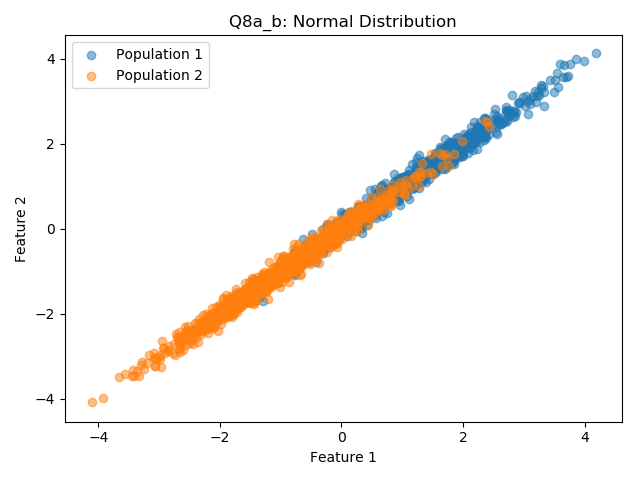 Q8a_b: Normal Distribution
Population 1
Population 2
4
2
0
−2
−4
Feature 2
−4 −2 0 2 4
Feature 1